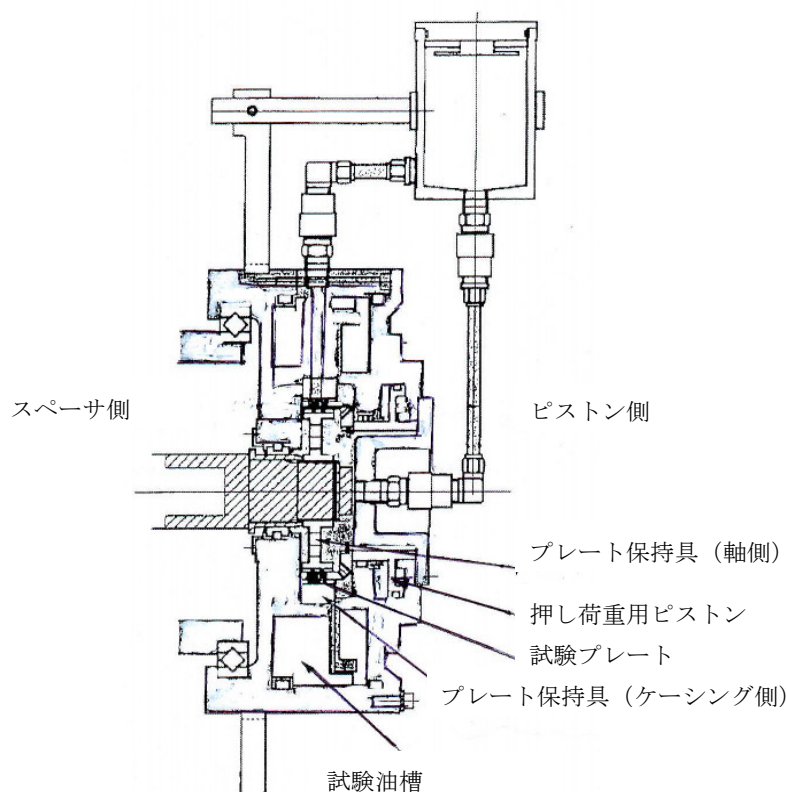 スペーサ側
ピストン側
プレート保持具（軸側）
押し荷重用ピストン
試験プレート
プレート保持具（ケーシング側）
試験油槽